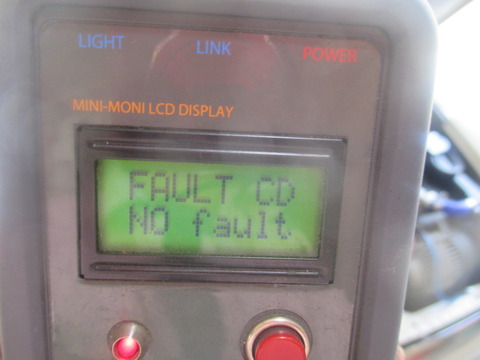 LIGHT LINK POWER
MINI-MONI LCD DISPLAY
FAULT CD
NO fault